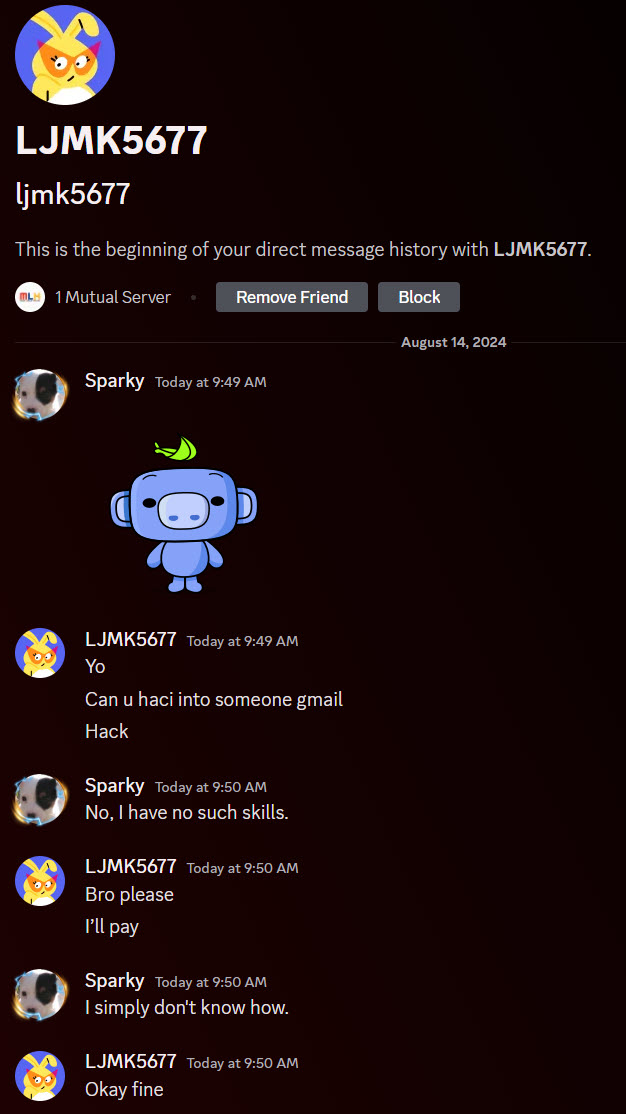 LJMK5677
ljmk5677
This is the beginning of your direct message history with LJMK5677.
MLH 1 Mutual Server • Remove Friend Block
August 14, 2024
Sparky Today at 9:49 AM
LJMK5677 Today at 9:49 AM
Yo
Can u haci into someone gmail
Hack
Sparky Today at 9:50 AM
No, I have no such skills.
LJMK5677 Today at 9:50 AM
Bro please
I’ll pay
Sparky Today at 9:50 AM
I simply don't know how.
LJMK5677 Today at 9:50 AM
Okay fine